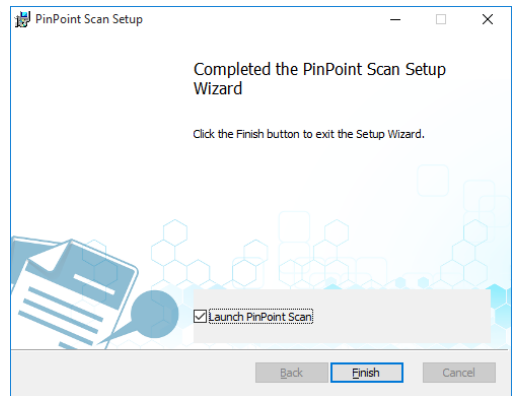 PinPoint Scan Setup
Completed the PinPoint Scan Setup
Wizard
Click the Finish button to exit the Setup Wizard.
Launch PinPoint Scan
Back Finish Cancel